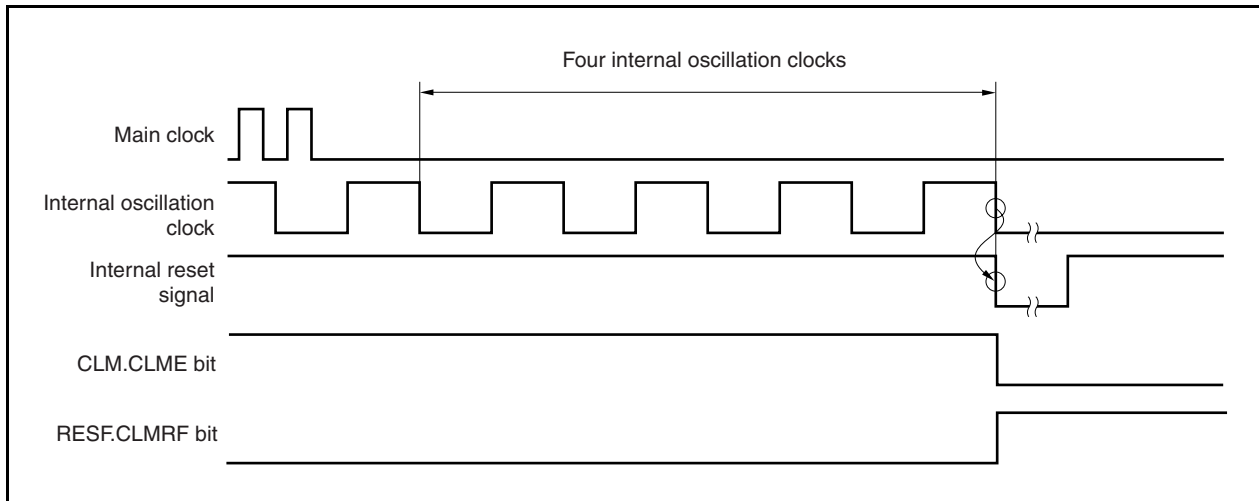 Four internal oscillation clocks
Main clock
Internal oscillation
clock
Internal reset
signal
CLM.CLME bit
RESF.CLMRF bit